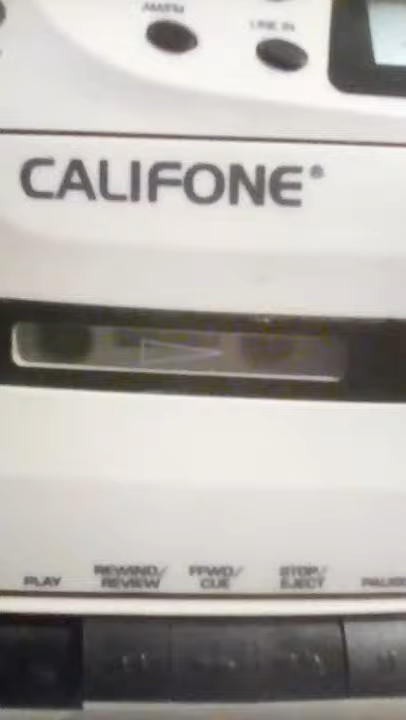 AM/FM
LINE IN
CALIFONE®
PLAY
REWIND/
REVIEW
FFWD/
CUE
STOP/
EJECT
PAUSE